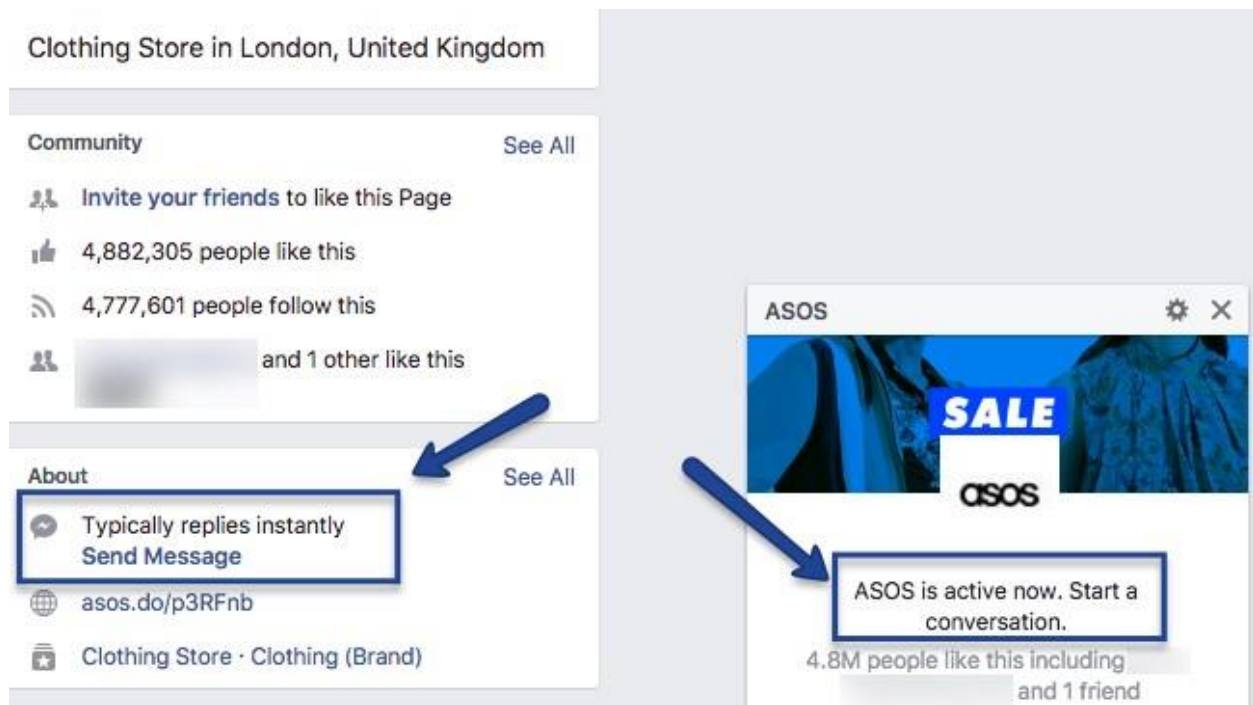 Clothing Store in London, United Kingdom
Community
See All
Invite your friends to like this Page
4,882,305 people like this
4,777,601 people follow this
and 1 other like this
About
See All
Typically replies instantly
Send Message
asos.do/p3RFnb
Clothing Store · Clothing (Brand)
ASOS
SALE
asos
ASOS is active now. Start a
conversation.
4.8M people like this including
and 1 friend